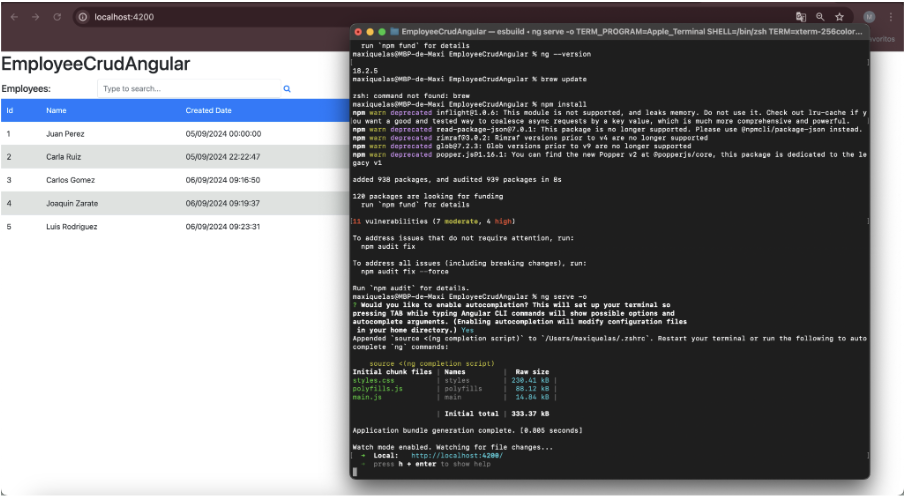 localhost:4200
favoritos
EmployeeCrudAngular
Employees:
Type to search...
Id Name Created Date
1 Juan Perez 05/09/2024 00:00:00
2 Carla Ruiz 05/09/2024 22:22:47
3 Carlos Gomez 06/09/2024 09:16:50
4 Joaquin Zarate 06/09/2024 09:19:37
5 Luis Rodriguez 06/09/2024 09:23:31
EmployeeCrudAngular — esbuild • ng serve -o TERM_PROGRAM=Apple_Terminal SHELL=/bin/zsh TERM=xterm-256color...
run `npm fund` for details
maxiquelas@MBP-de-Maxi EmployeeCrudAngular % ng --version
18.2.5
maxiquelas@MBP-de-Maxi EmployeeCrudAngular % brew update
zsh: command not found: brew
maxiquelas@MBP-de-Maxi EmployeeCrudAngular % npm install
npm warn deprecated inflight@1.0.6: This module is not supported, and leaks memory. Do not use it. Check out lru-cache if y
ou want a good and tested way to coalesce async requests by a key value, which is a much more comprehensive and powerful.
npm warn deprecated read-package-json@7.0.1: This package is no longer supported. Please use @npmcli/package-json instead.
npm warn deprecated rimraf@3.0.2: Rimraf versions prior to v4 are no longer supported
npm warn deprecated glob@7.2.3: Glob versions prior to v9 are no longer supported
npm warn deprecated popper.js@1.16.1: You can find the new Popper v2 at @popperjs/core, this package is dedicated to the le
gacy v1
added 938 packages, and audited 939 packages in 8s
120 packages are looking for funding
run `npm fund` for details
11 vulnerabilities (7 moderate, 4 high)
To address issues that do not require attention, run:
npm audit fix
To address all issues (including breaking changes), run:
npm audit fix --force
Run `npm audit` for details.
maxiquelas@MBP-de-Maxi EmployeeCrudAngular % ng serve -o
? Would you like to enable autocompletion? This will set up your terminal so
pressing TAB while typing Angular CLI commands will show possible options and
autocomplete arguments. (Enabling autocompletion will modify configuration files
in your home directory.) Yes
Appended `source <(ng completion script)` to `/Users/maxiquelas/.zshrc`. Restart your terminal or run the following to auto
complete `ng` commands:
source <(ng completion script)
Initial chunk files | Names | Raw size
styles.css | styles | 230.41 kB |
polyfills.js | polyfills | 88.12 kB |
main.js | main | 14.84 kB |
| Initial total | 333.37 kB
Application bundle generation complete. [0.805 seconds]
Watch mode enabled. Watching for file changes...
➜ Local: http://localhost:4200/
➜ press h + enter to show help